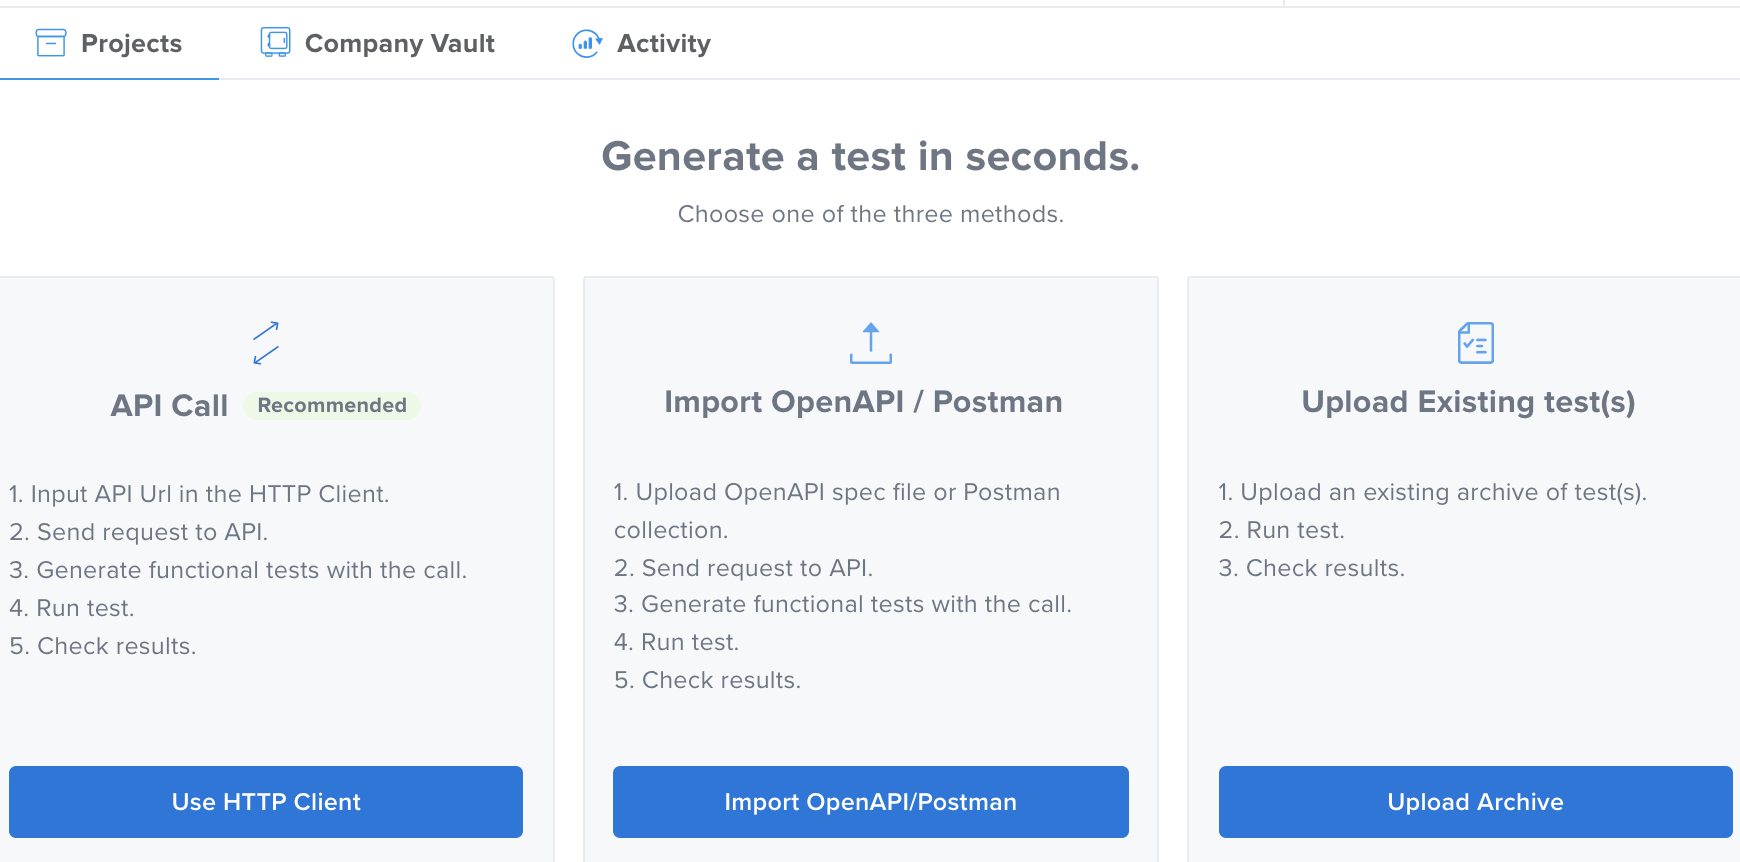 Projects
Company Vault
Activity
Generate a test in seconds.
Choose one of the three methods.
API Call
Recommended
1. Input API Url in the HTTP Client.
2. Send request to API.
3. Generate functional tests with the call.
4. Run test.
5. Check results.
Use HTTP Client
Import OpenAPI / Postman
1. Upload OpenAPI spec file or Postman
collection.
2. Send request to API.
3. Generate functional tests with the call.
4. Run test.
5. Check results.
Import OpenAPI/Postman
Upload Existing test(s)
1. Upload an existing archive of test(s).
2. Run test.
3. Check results.
Upload Archive